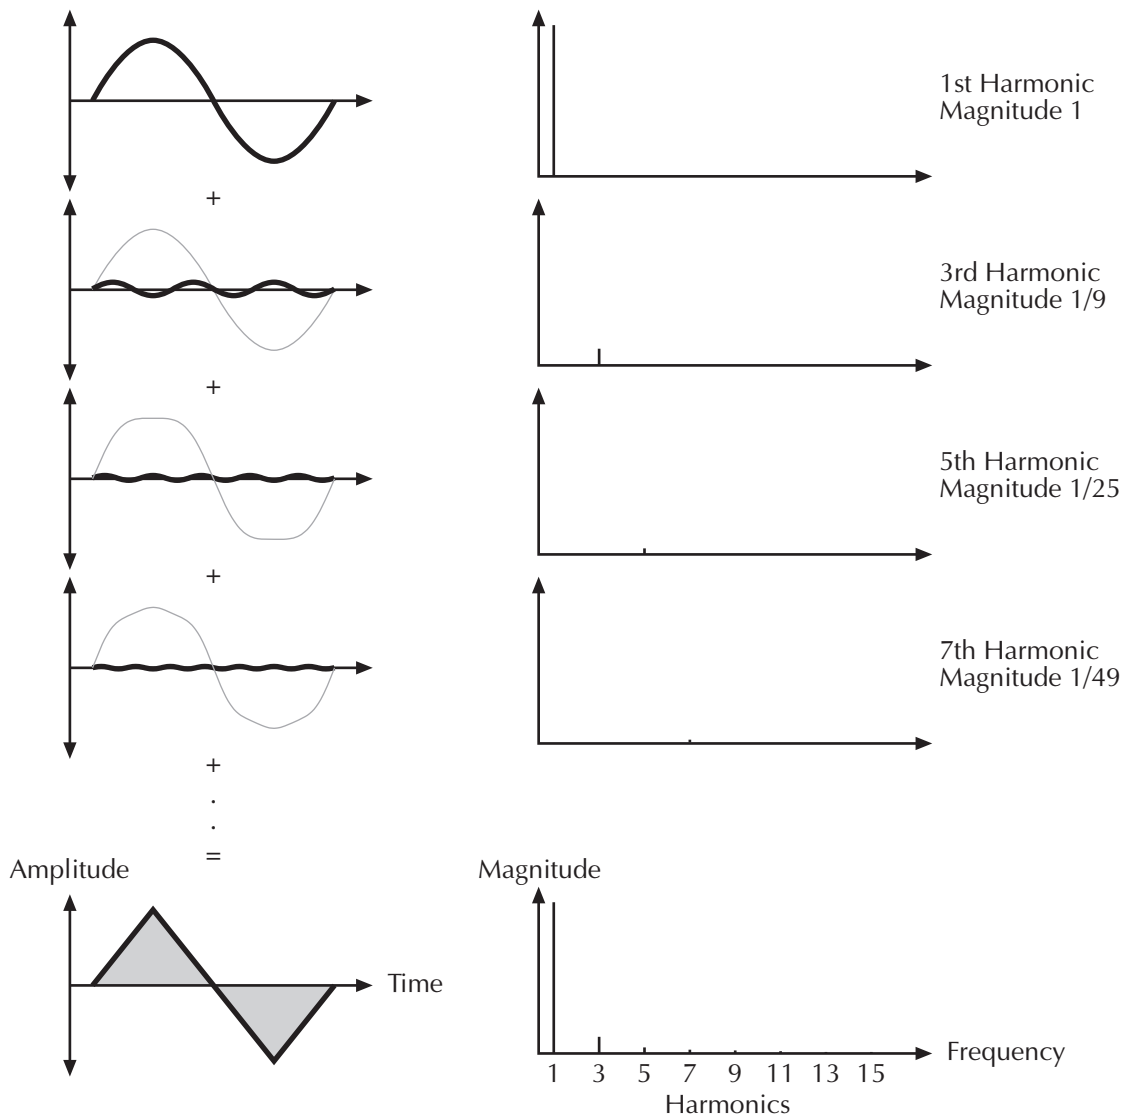 1st Harmonic
Magnitude 1
+
3rd Harmonic
Magnitude 1/9
+
5th Harmonic
Magnitude 1/25
+
7th Harmonic
Magnitude 1/49
+
.
.
=
Amplitude
Magnitude
Time
Frequency
1 3 5 7 9 11 13 15
Harmonics